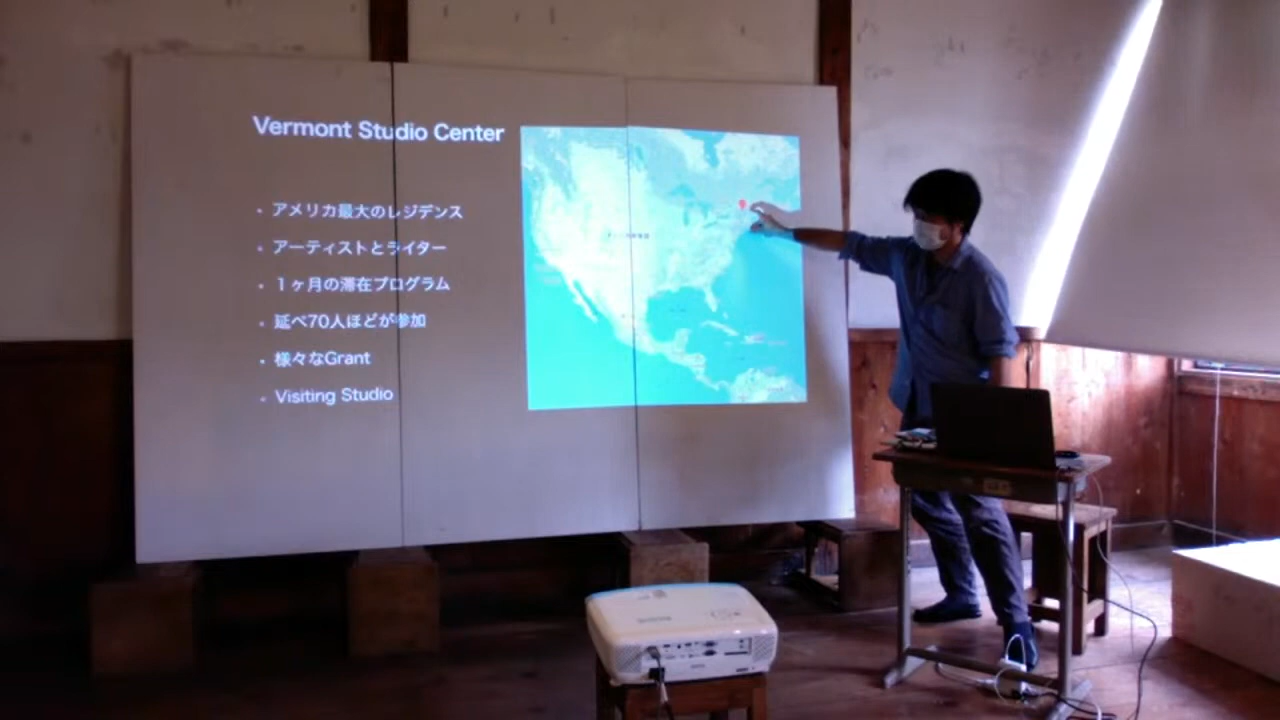 Vermont Studio Center
・アメリカ最大のレジデンス
・アーティストとライター
・1ヶ月の滞在プログラム
・延べ70人ほどが参加
・様々なGrant
・Visiting Studio